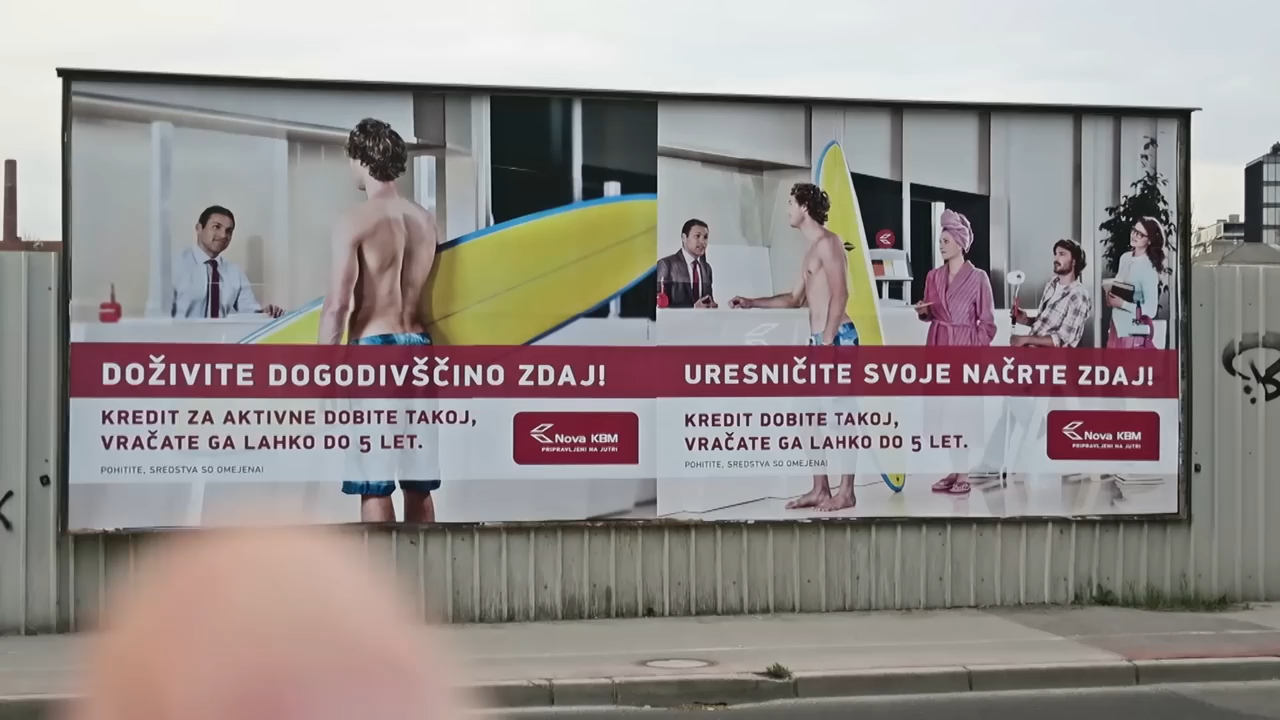 DOŽIVITE DOGODIVŠČINO ZDAJ!
KREDIT ZA AKTIVNE DOBITE TAKOJ,
VRAČATE GA LAHKO DO 5 LET.
POHITITE, SREDSTVA SO OMEJENA!
Nova KBM
PRIPRAVLJENI NA JUTRI
URESNIČITE SVOJE NAČRTE ZDAJ!
KREDIT DOBITE TAKOJ,
VRAČATE GA LAHKO DO 5 LET.
POHITITE, SREDSTVA SO OMEJENA!
Nova KBM
PRIPRAVLJENI NA JUTRI